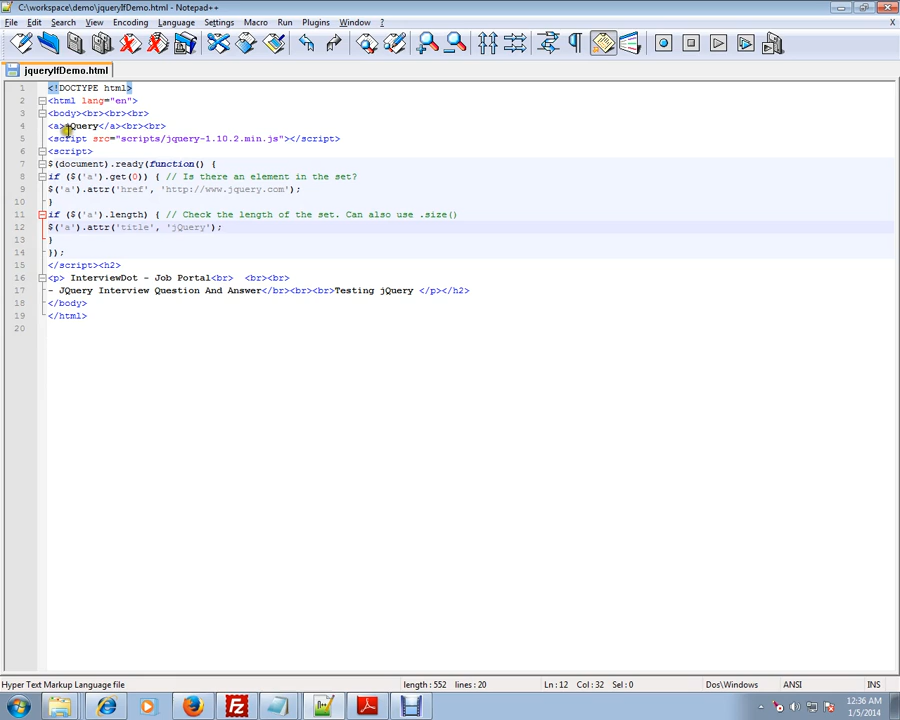 C:\workspace\demo\jqueryIfDemo.html - Notepad++
File Edit Search View Encoding Language Settings Macro Run Plugins Window ? X
jqueryIfDemo.html
1 <!DOCTYPE html>
2 <html lang="en">
3 <body><br><br><br>
4 <a>jQuery</a><br><br>
5 <script src="scripts/jquery-1.10.2.min.js"></script>
6 <script>
7 $(document).ready(function() {
8 if ($('a').get(0)) { // Is there an element in the set?
9 $('a').attr('href', 'http://www.jquery.com');
10 }
11 if ($('a').length) { // Check the length of the set. Can also use .size()
12 $('a').attr('title', 'jQuery');
13 }
14 });
15 </script><h2>
16 <p> InterviewDot - Job Portal<br>  <br><br>
17 - JQuery Interview Question And Answer</br><br><br>Testing jQuery </p></h2>
18 </body>
19 </html>
20
Hyper Text Markup Language file length : 552 lines : 20 Ln : 12 Col : 32 Sel : 0 Dos\Windows ANSI INS
12:36 AM
1/5/2014